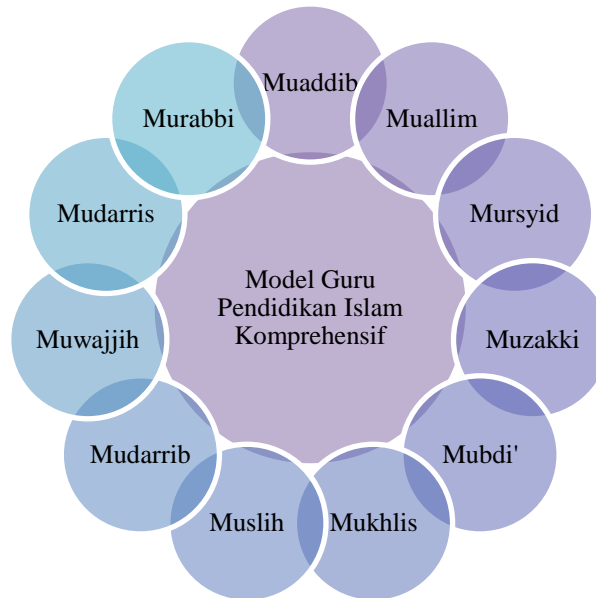 Muaddib
Muallim
Mursyid
Muzakki
Mubdi'
Mukhlis
Muslih
Mudarrib
Muwajjih
Mudarris
Murabbi
Model Guru
Pendidikan Islam
Komprehensif